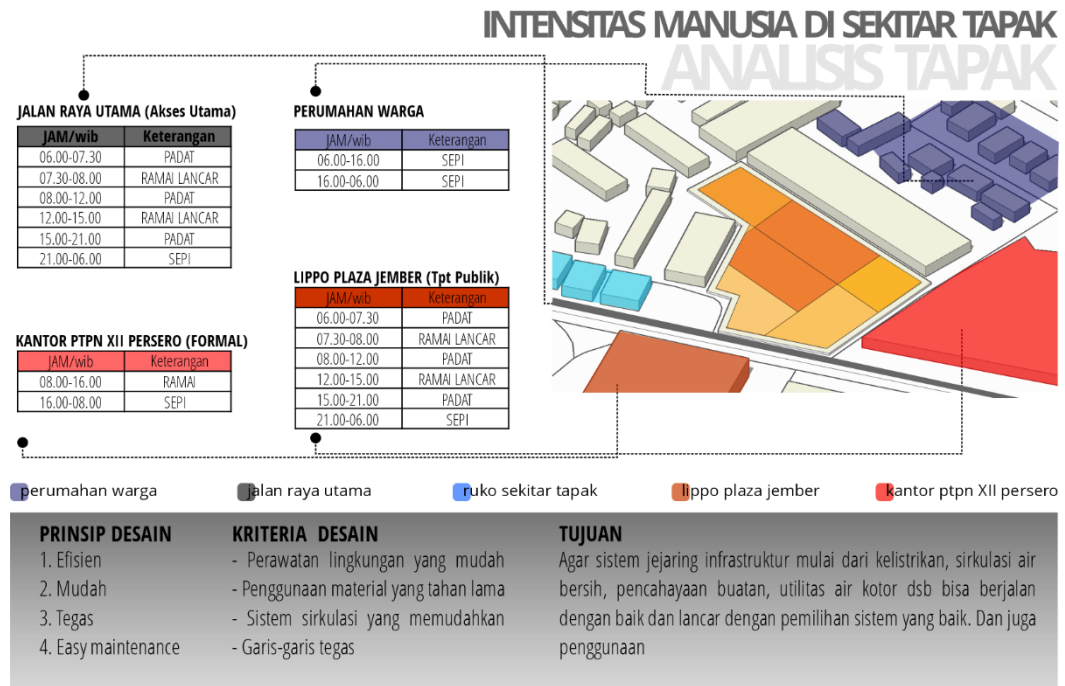 INTENSITAS MANUSIA DI SEKITAR TAPAK
ANALISIS TAPAK
JALAN RAYA UTAMA (Akses Utama)
JAM/wib Keterangan
06.00-07.30 PADAT
07.30-08.00 RAMAI LANCAR
08.00-12.00 PADAT
12.00-15.00 RAMAI LANCAR
15.00-21.00 PADAT
21.00-06.00 SEPI
PERUMAHAN WARGA
JAM/wib Keterangan
06.00-16.00 SEPI
16.00-06.00 SEPI
KANTOR PTPN XII PERSERO (FORMAL)
JAM/wib Keterangan
08.00-16.00 RAMAI
16.00-08.00 SEPI
LIPPO PLAZA JEMBER (Tpt Publik)
JAM/wib Keterangan
06.00-07.30 PADAT
07.30-08.00 RAMAI LANCAR
08.00-12.00 PADAT
12.00-15.00 RAMAI LANCAR
15.00-21.00 PADAT
21.00-06.00 SEPI
perumahan warga
jalan raya utama
ruko sekitar tapak
lippo plaza jember
kantor ptpn XII persero
PRINSIP DESAIN
1. Efisien
2. Mudah
3. Tegas
4. Easy maintenance
KRITERIA DESAIN
- Perawatan lingkungan yang mudah
- Penggunaan material yang tahan lama
- Sistem sirkulasi yang memudahkan
- Garis-garis tegas
TUJUAN
Agar sistem jejaring infrastruktur mulai dari kelistrikan, sirkulasi air
bersih, pencahayaan buatan, utilitas air kotor dsb bisa berjalan
dengan baik dan lancar dengan pemilihan sistem yang baik. Dan juga
penggunaan